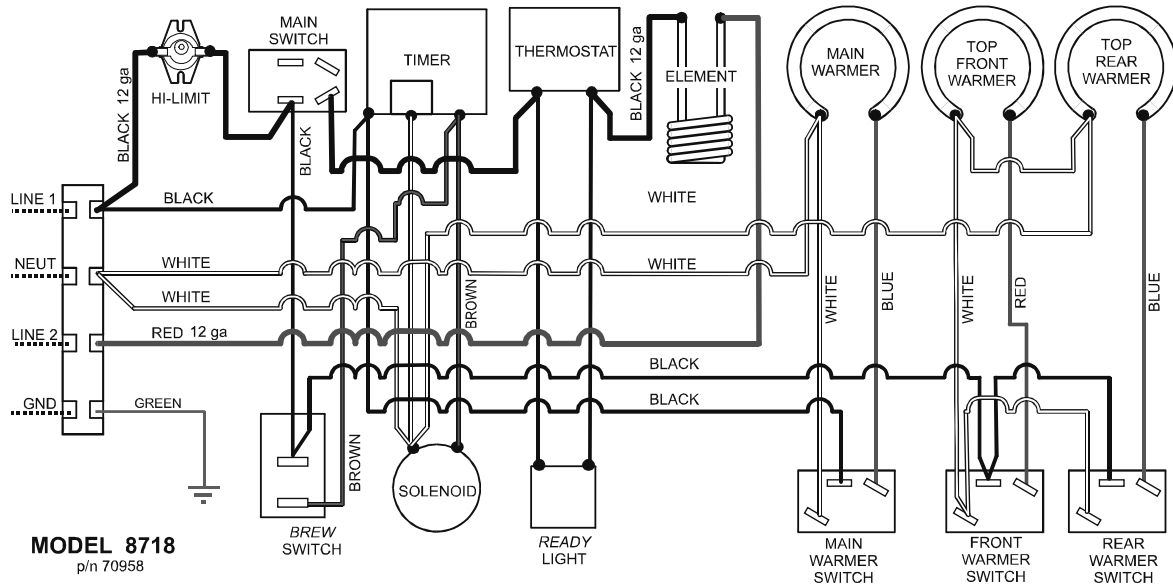 MAIN
SWITCH
TIMER
THERMOSTAT
ELEMENT
MAIN
WARMER
TOP
FRONT
WARMER
TOP
REAR
WARMER
HI-LIMIT
BLACK 12 ga
BLACK
BLACK 12 ga
LINE 1
BLACK
WHITE
NEUT
WHITE
WHITE
WHITE
BROWN
WHITE
BLUE
WHITE
RED
BLUE
LINE 2
RED 12 ga
BLACK
GND
GREEN
BLACK
BROWN
SOLENOID
BREW
SWITCH
READY
LIGHT
MAIN
WARMER
SWITCH
FRONT
WARMER
SWITCH
REAR
WARMER
SWITCH
MODEL 8718
p/n 70958